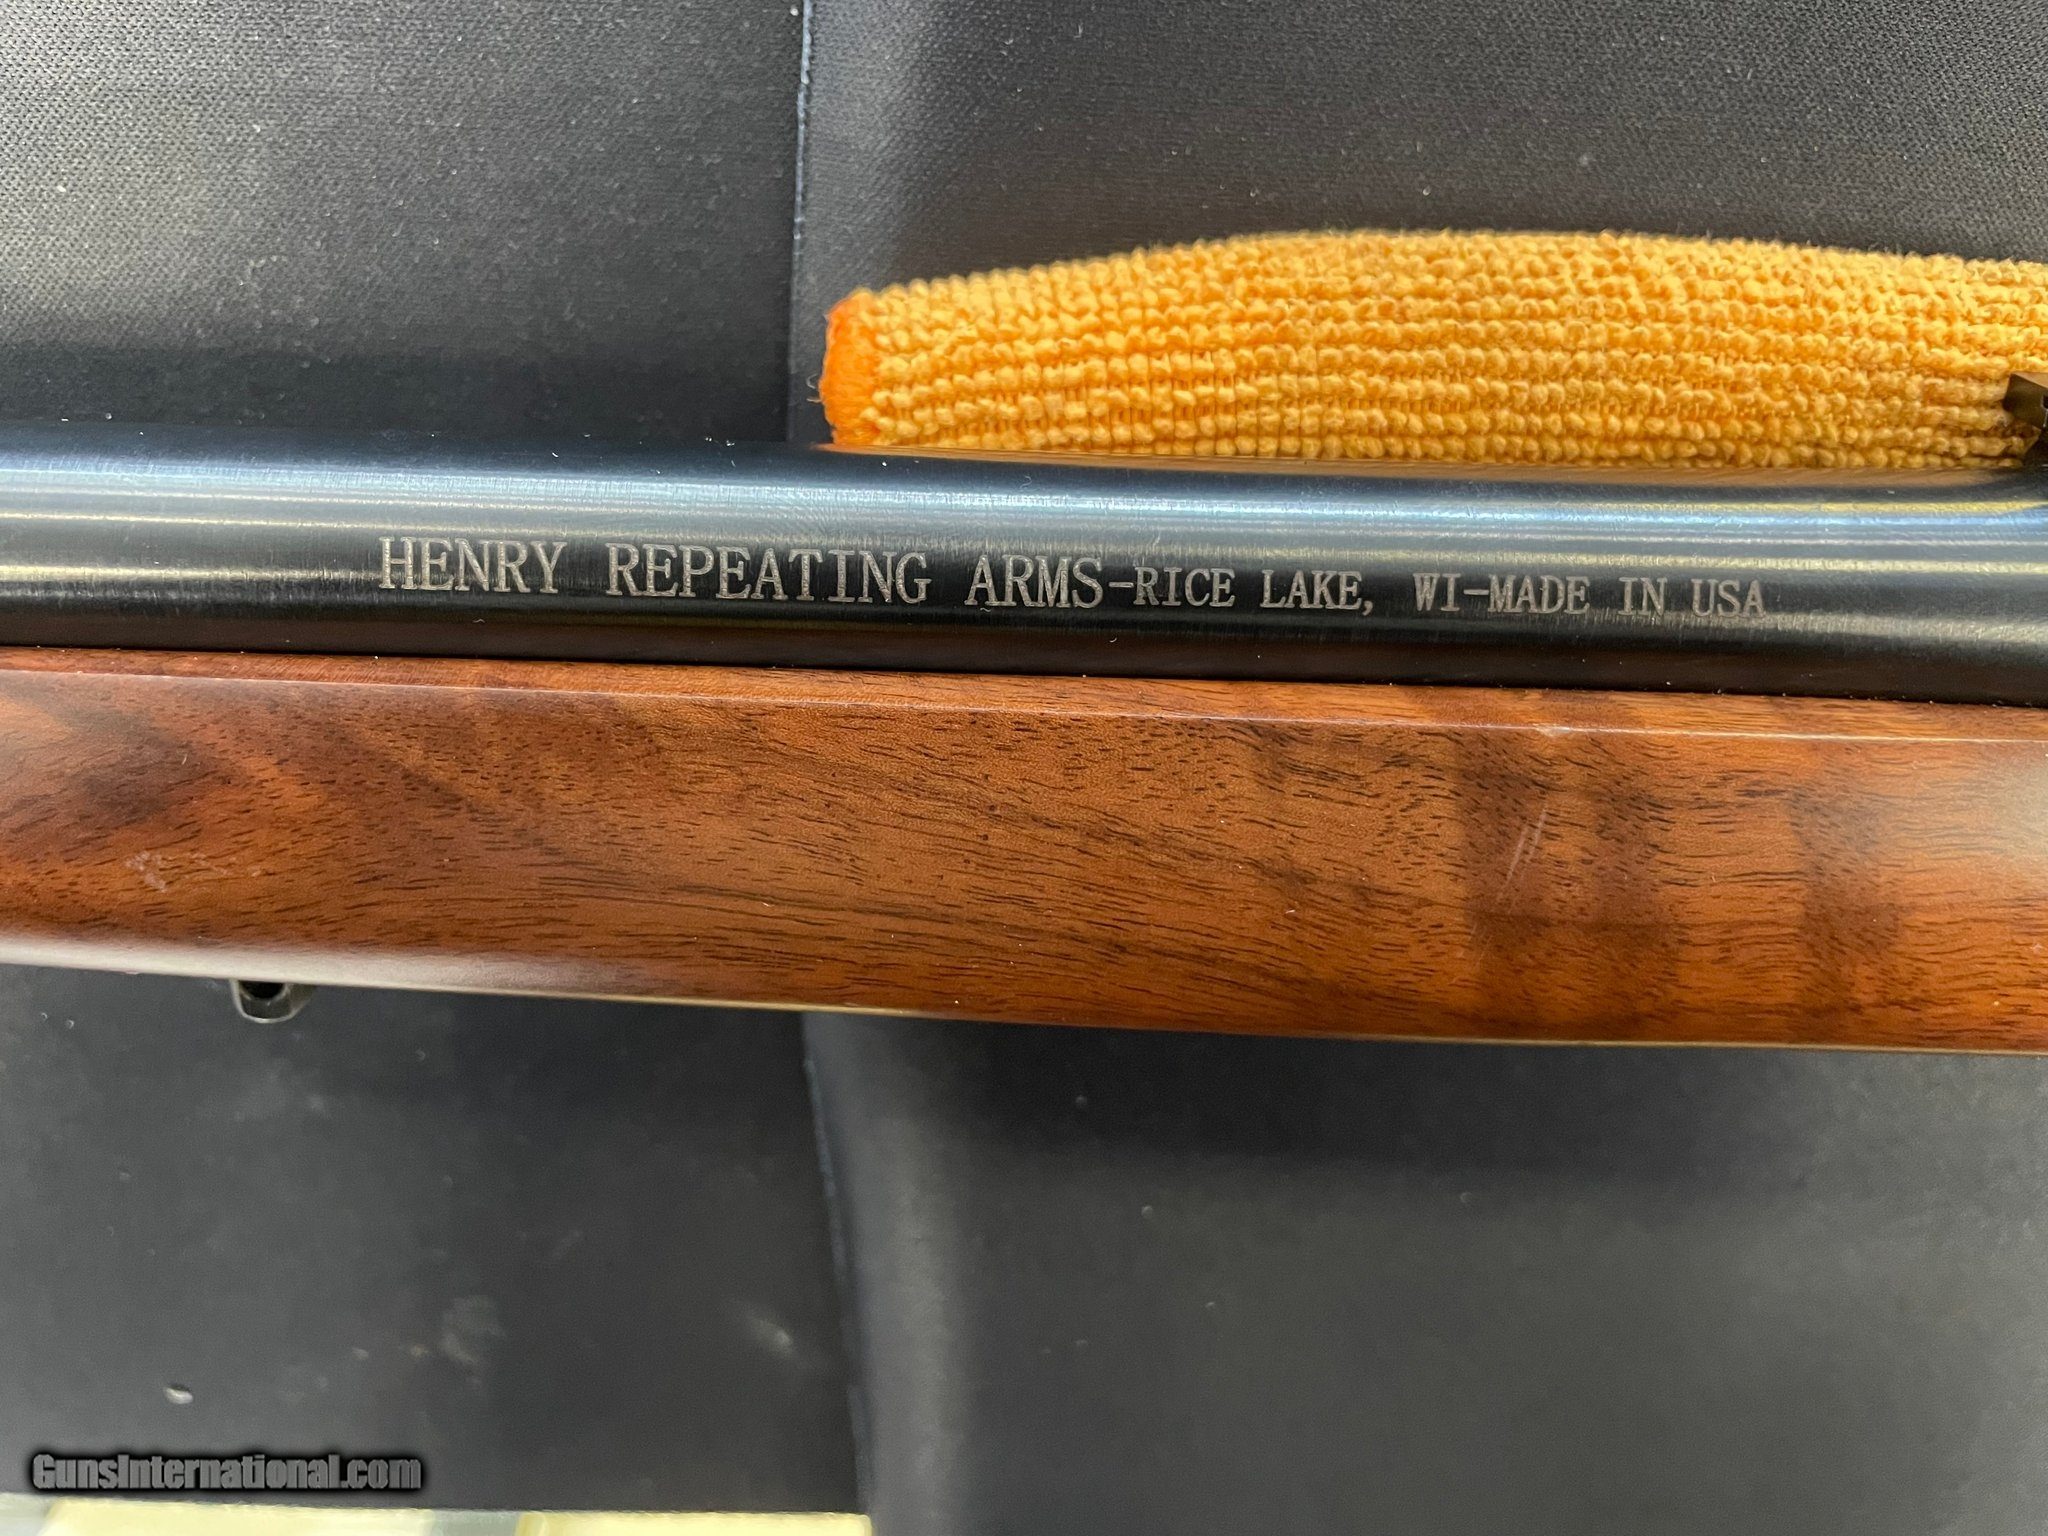 HENRY REPEATING ARMS-RICE LAKE, WI-MADE IN USA
GunsInternational.com